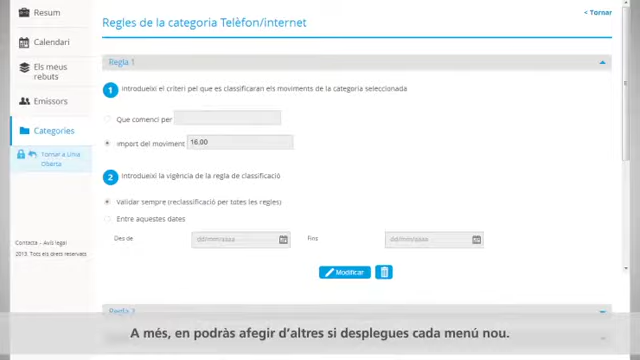 Resum
Calendari
Els meus
rebuts
Emissors
Categories
Tornar a Línia
Oberta
Contacta - Avís legal
2013. Tots els drets reservats
Regles de la categoria Telèfon/internet
< Tornar
Regla 1
1 Introdueixi el criteri pel que es classificaran els moviments de la categoria seleccionada
Que comenci per
Import del moviment 16,00
2 Introdueixi la vigència de la regla de classificació
Validar sempre (reclassificació per totes les regles)
Entre aquestes dates
Des de dd/mm/aaaa Fins dd/mm/aaaa
Modificar
Regla 2
A més, en podràs afegir d'altres si desplegues cada menú nou.